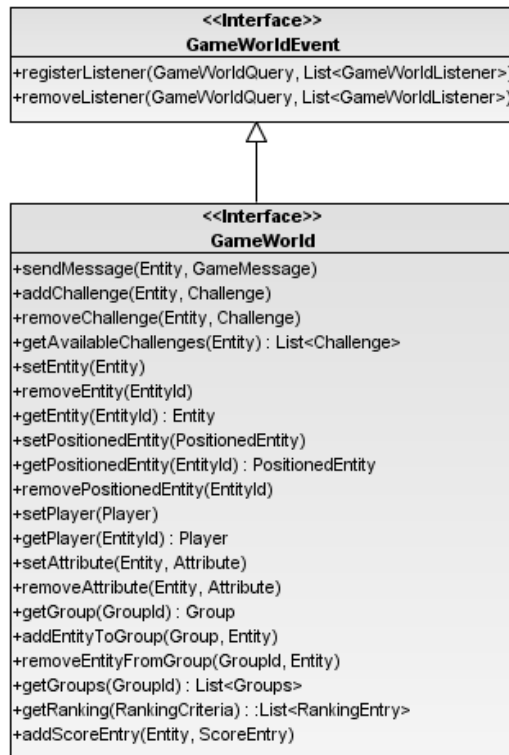 <<Interface>>
GameWorldEvent
+registerListener(GameWorldQuery, List<GameWorldListener>)
+removeListener(GameWorldQuery, List<GameWorldListener>)
<<Interface>>
GameWorld
+sendMessage(Entity, GameMessage)
+addChallenge(Entity, Challenge)
+removeChallenge(Entity, Challenge)
+getAvailableChallenges(Entity) : List<Challenge>
+setEntity(Entity)
+removeEntity(EntityId)
+getEntity(EntityId) : Entity
+setPositionedEntity(PositionedEntity)
+getPositionedEntity(EntityId) : PositionedEntity
+removePositionedEntity(EntityId)
+setPlayer(Player)
+getPlayer(EntityId) : Player
+setAttribute(Entity, Attribute)
+removeAttribute(Entity, Attribute)
+getGroup(GroupId) : Group
+addEntityToGroup(Group, Entity)
+removeEntityFromGroup(GroupId, Entity)
+getGroups(GroupId) : List<Groups>
+getRanking(RankingCriteria) : :List<RankingEntry>
+addScoreEntry(Entity, ScoreEntry)